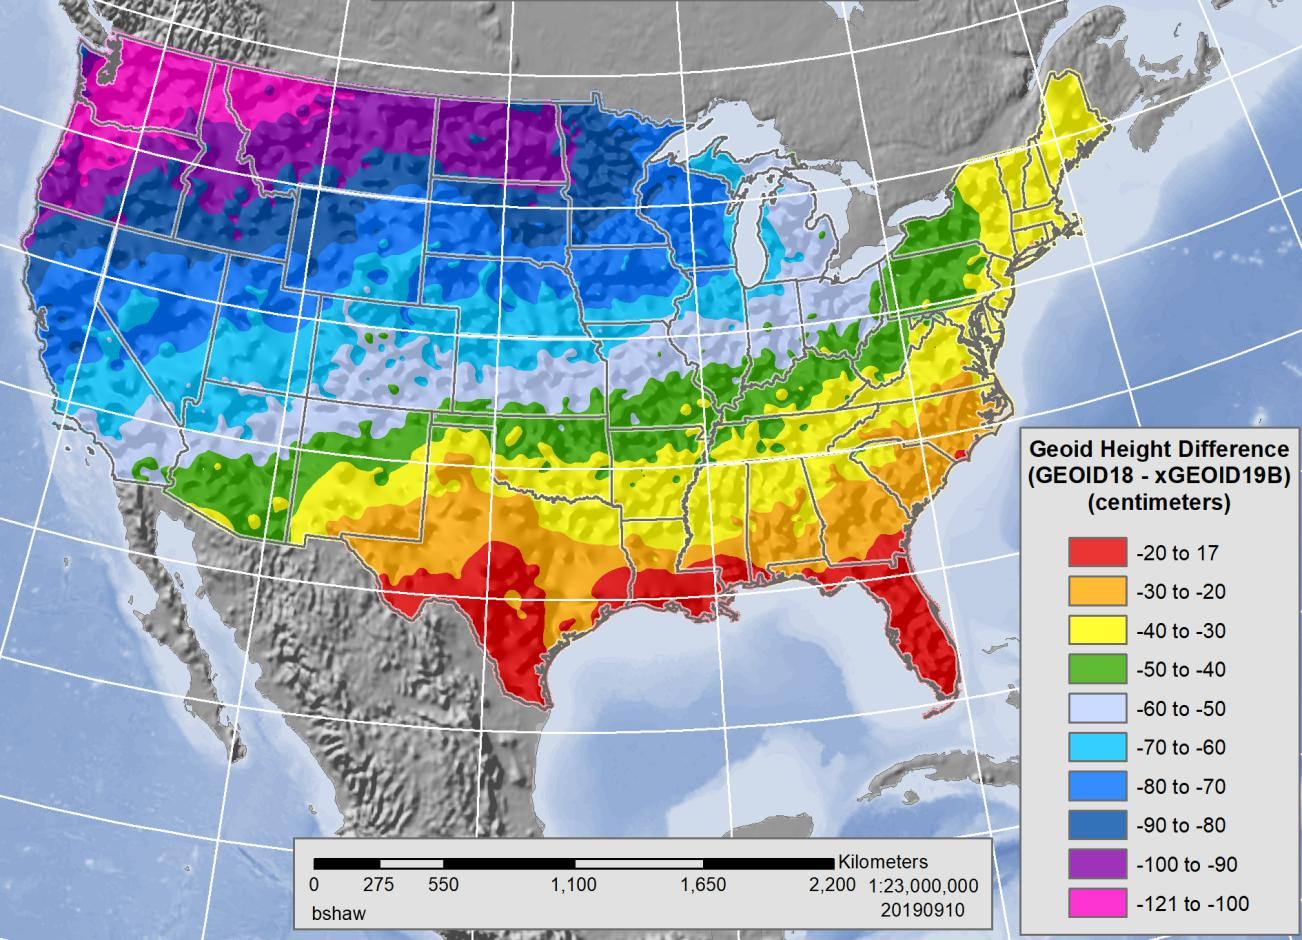 Geoid Height Difference
(GEOID18 - xGEOID19B)
(centimeters)
-20 to 17
-30 to -20
-40 to -30
-50 to -40
-60 to -50
-70 to -60
-80 to -70
-90 to -80
-100 to -90
-121 to -100
Kilometers
0 275 550 1,100 1,650 2,200 1:23,000,000
bshaw 20190910